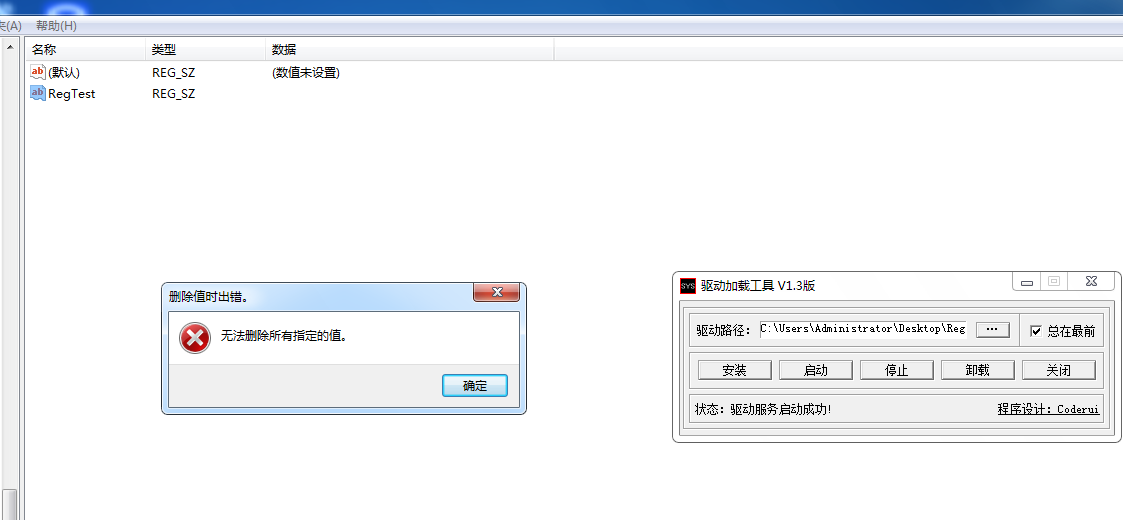 夹(A) 帮助(H)
名称 类型 数据
ab (默认) REG_SZ (数值未设置)
ab RegTest REG_SZ
删除值时出错。
无法删除所有指定的值。
确定
SYS 驱动加载工具 V1.3版
驱动路径： C:\Users\Administrator\Desktop\Reg ... 总在最前
安装 启动 停止 卸载 关闭
状态：驱动服务启动成功! 程序设计：Coderui